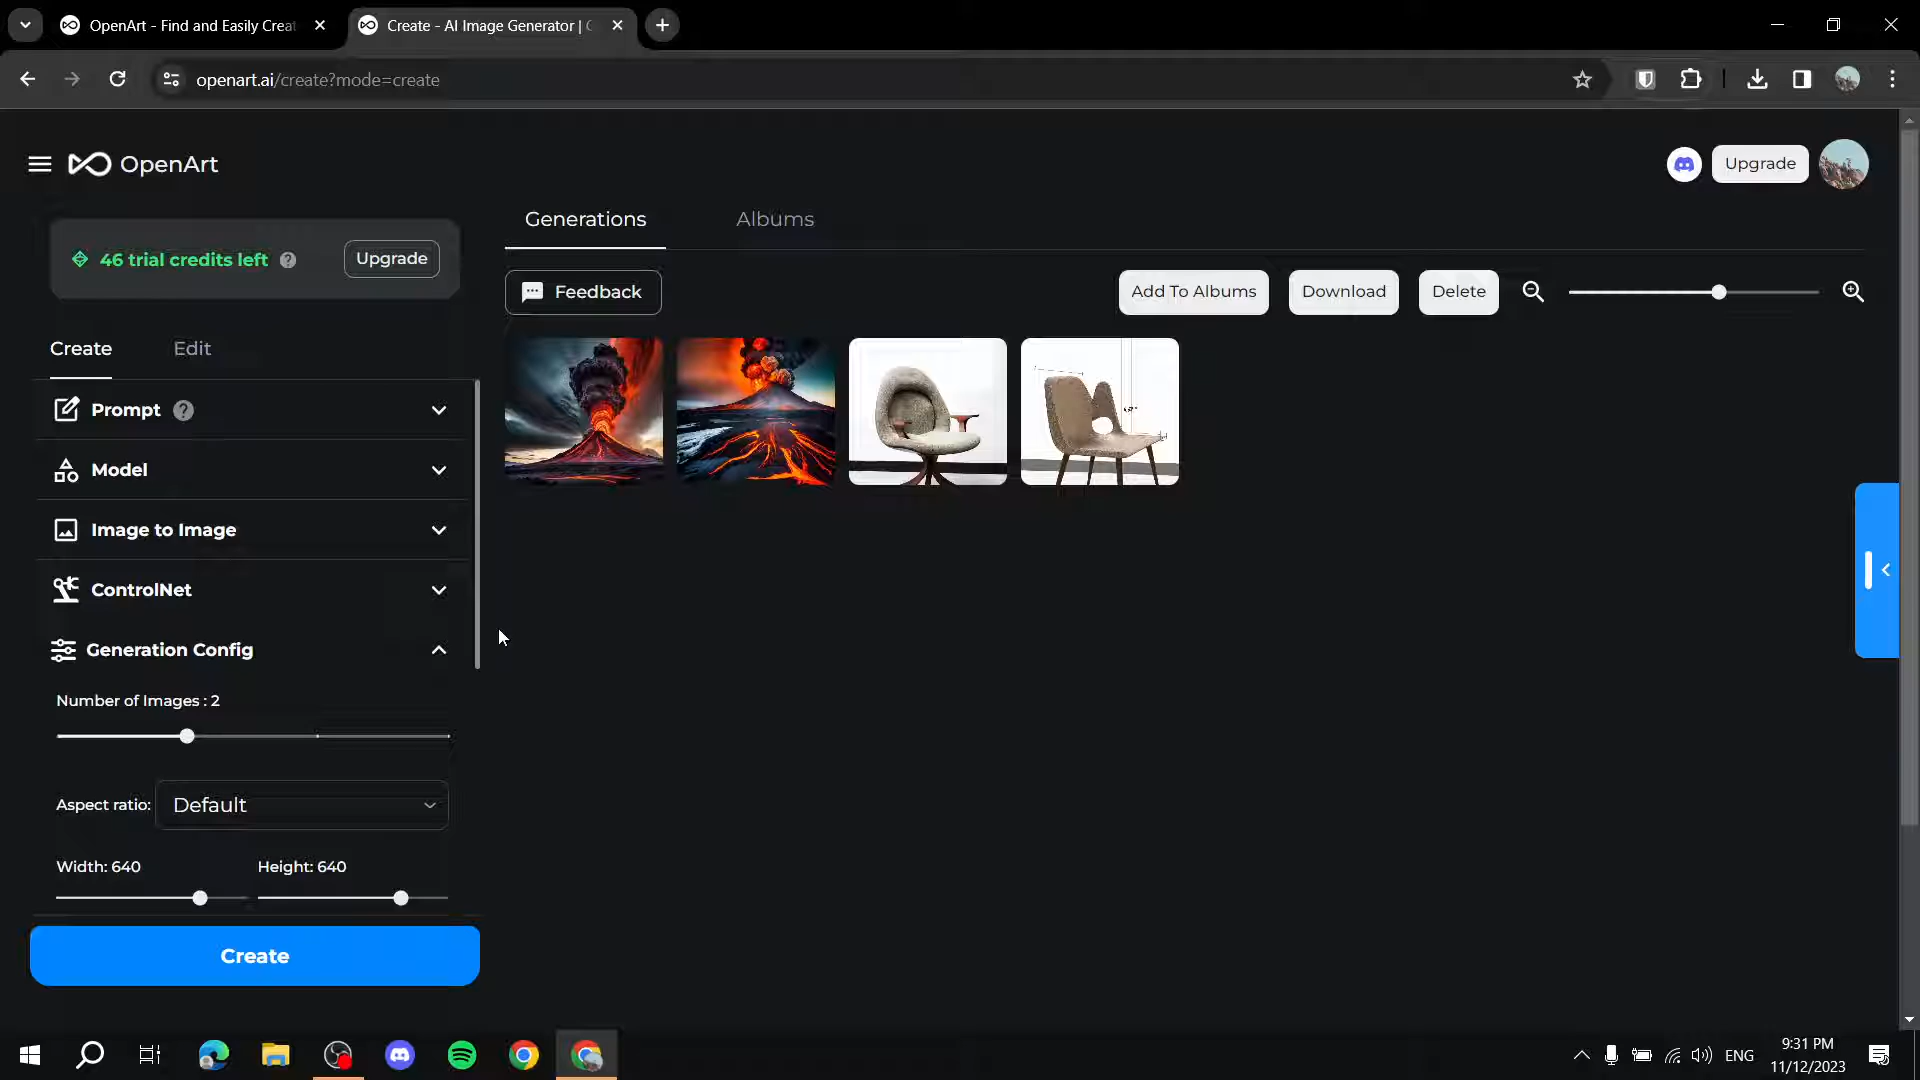 OpenArt - Find and Easily Creat
Create - AI Image Generator |
openart.ai/create?mode=create
OpenArt
Upgrade
46 trial credits left
Upgrade
Generations
Albums
Feedback
Add To Albums
Download
Delete
Create
Edit
Prompt
Model
Image to Image
ControlNet
Generation Config
Number of Images : 2
Aspect ratio:
Default
Width: 640
Height: 640
Create
ENG
9:31 PM
11/12/2023